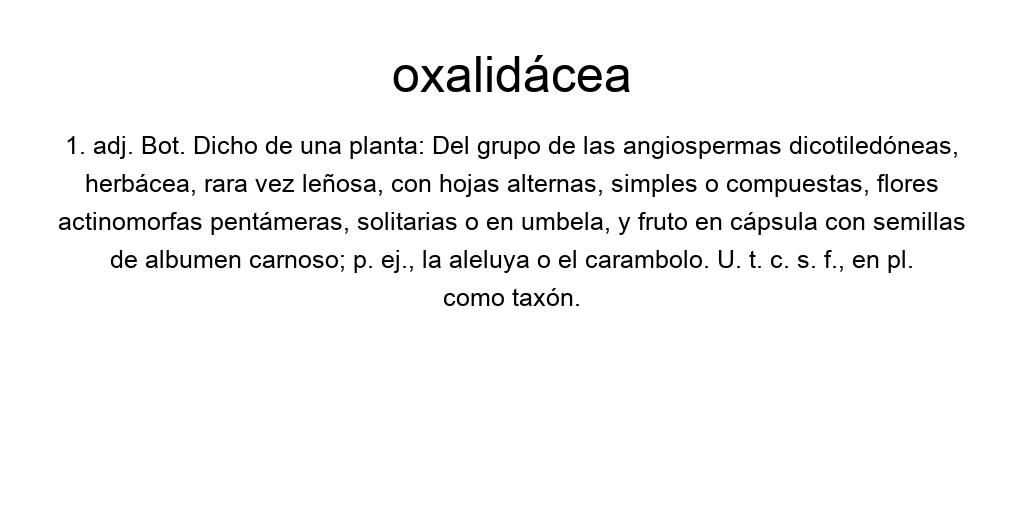 oxalidácea
1. adj. Bot. Dicho de una planta: Del grupo de las angiospermas dicotiledóneas,
herbácea, rara vez leñosa, con hojas alternas, simples o compuestas, flores
actinomorfas pentámeras, solitarias o en umbela, y fruto en cápsula con semillas
de albumen carnoso; p. ej., la aleluya o el carambolo. U. t. c. s. f., en pl.
como taxón.